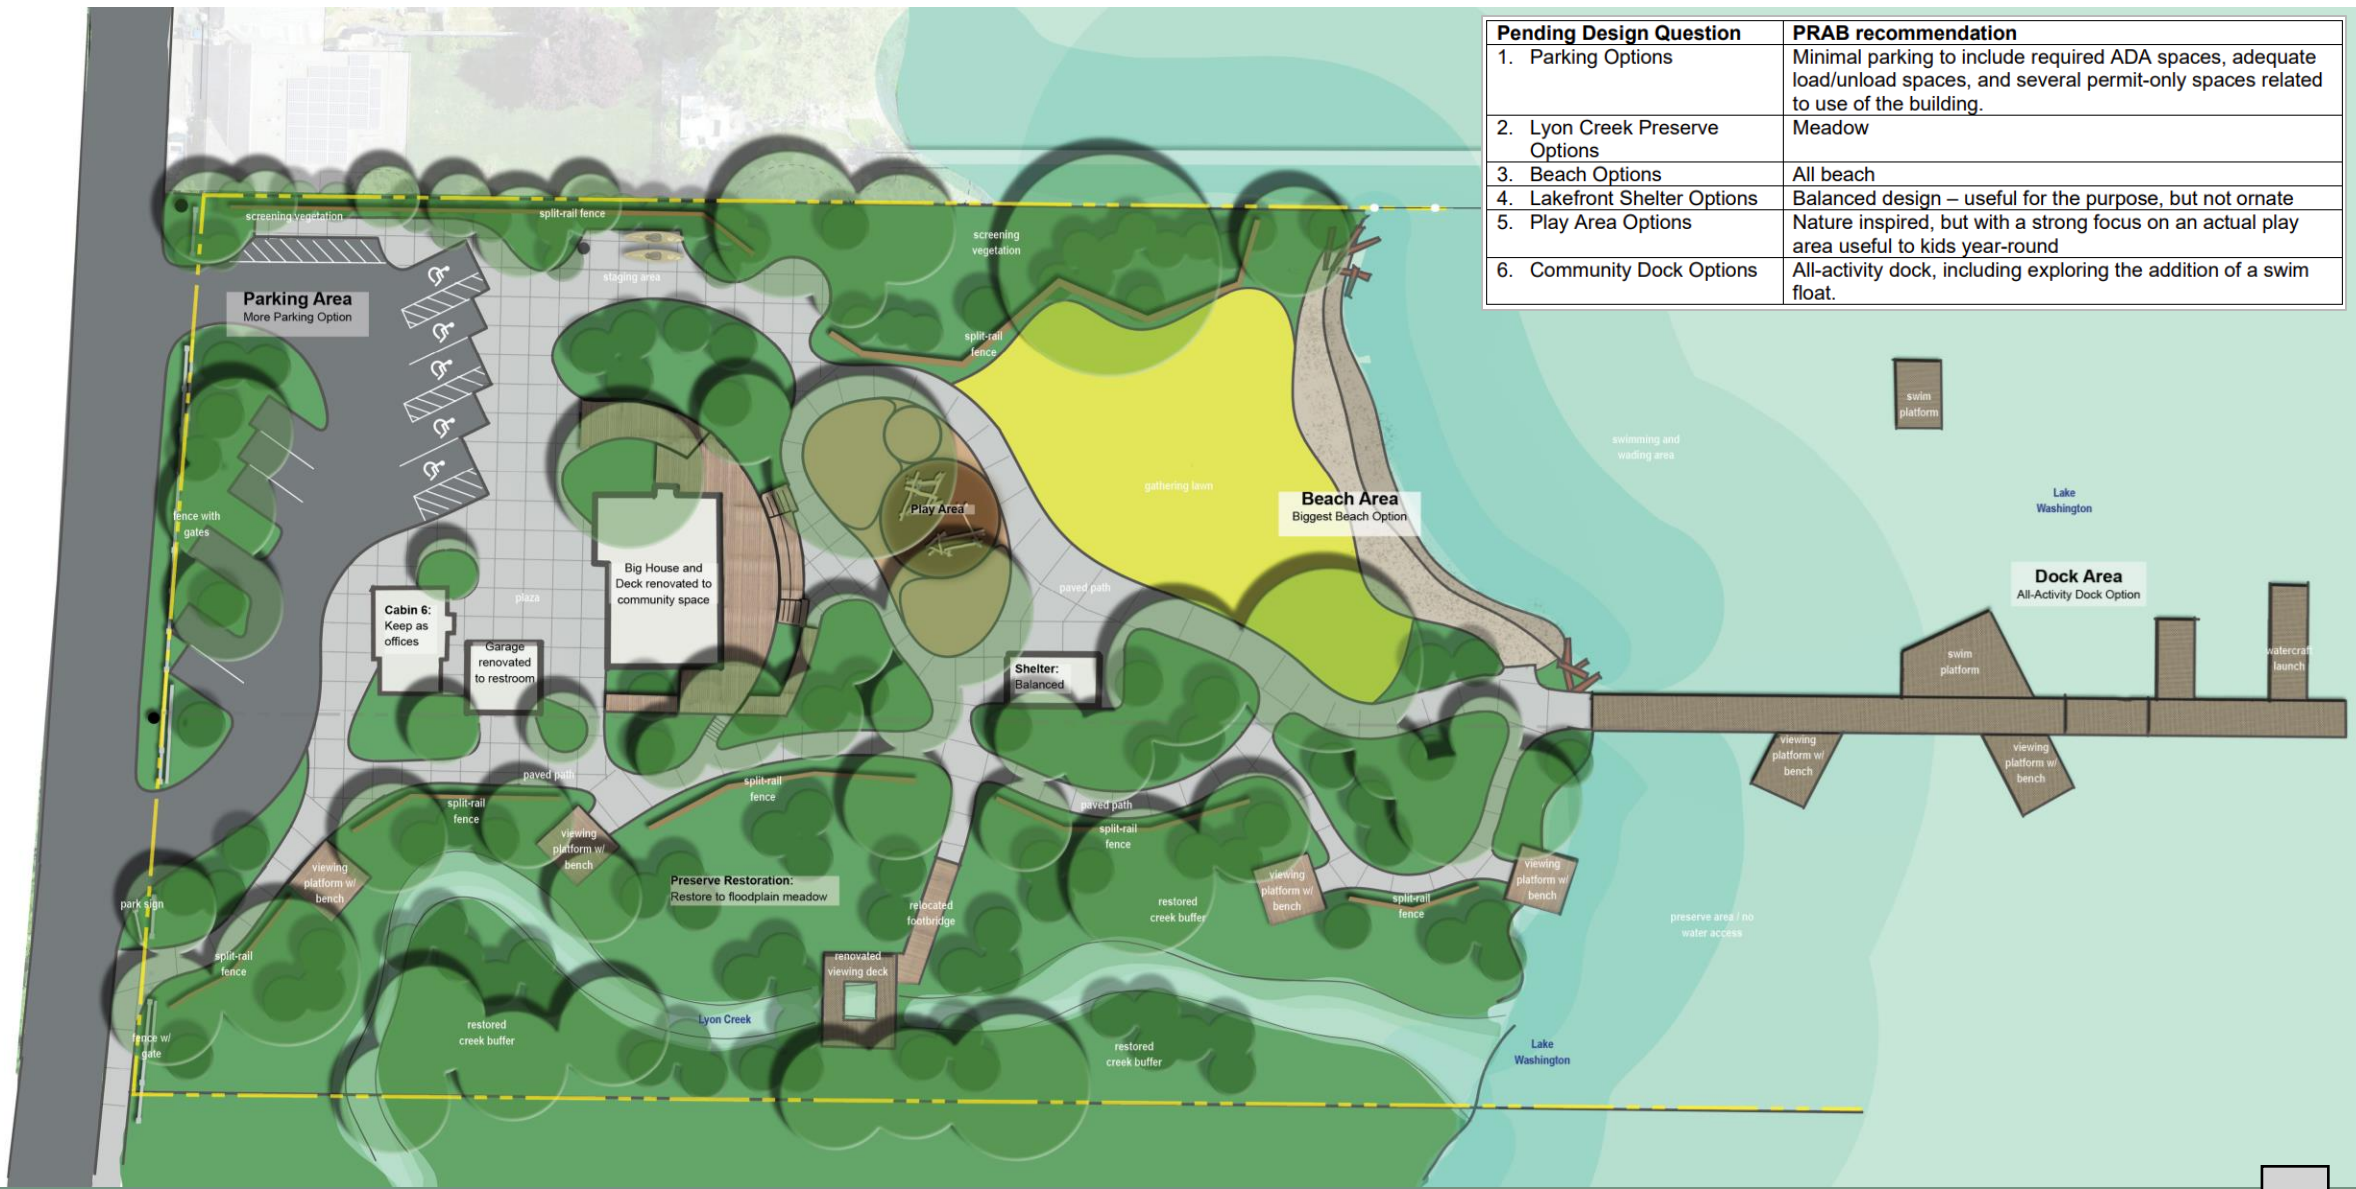 Pending Design Question PRAB recommendation
1. Parking Options Minimal parking to include required ADA spaces, adequate
load/unload spaces, and several permit-only spaces related
to use of the building.
2. Lyon Creek Preserve Meadow
Options
3. Beach Options All beach
4. Lakefront Shelter Options Balanced design – useful for the purpose, but not ornate
5. Play Area Options Nature inspired, but with a strong focus on an actual play
area useful to kids year-round
6. Community Dock Options All-activity dock, including exploring the addition of a swim
float.
screening vegetation
split-rail fence
screening
vegetation
staging area
Parking Area
More Parking Option
split-rail
fence
swim
platform
swimming and
wading area
gathering lawn
Beach Area
Biggest Beach Option
Lake
Washington
fence with
gates
Play Area
Big House and
Deck renovated to
community space
plaza
paved path
Dock Area
All-Activity Dock Option
Cabin 6:
Keep as
offices
Garage
renovated
to restroom
Shelter:
Balanced
swim
platform
watercraft
launch
viewing
platform w/
bench
viewing
platform w/
bench
paved path
split-rail
fence
split-rail
fence
paved path
split-rail
fence
viewing
platform w/
bench
viewing
platform w/
bench
Preserve Restoration:
Restore to floodplain meadow
viewing
platform w/
bench
viewing
platform w/
bench
park sign
relocated
footbridge
restored
creek buffer
split-rail
fence
preserve area / no
water access
split-rail
fence
renovated
viewing deck
Lyon Creek
restored
creek buffer
fence w/
gate
restored
creek buffer
Lake
Washington